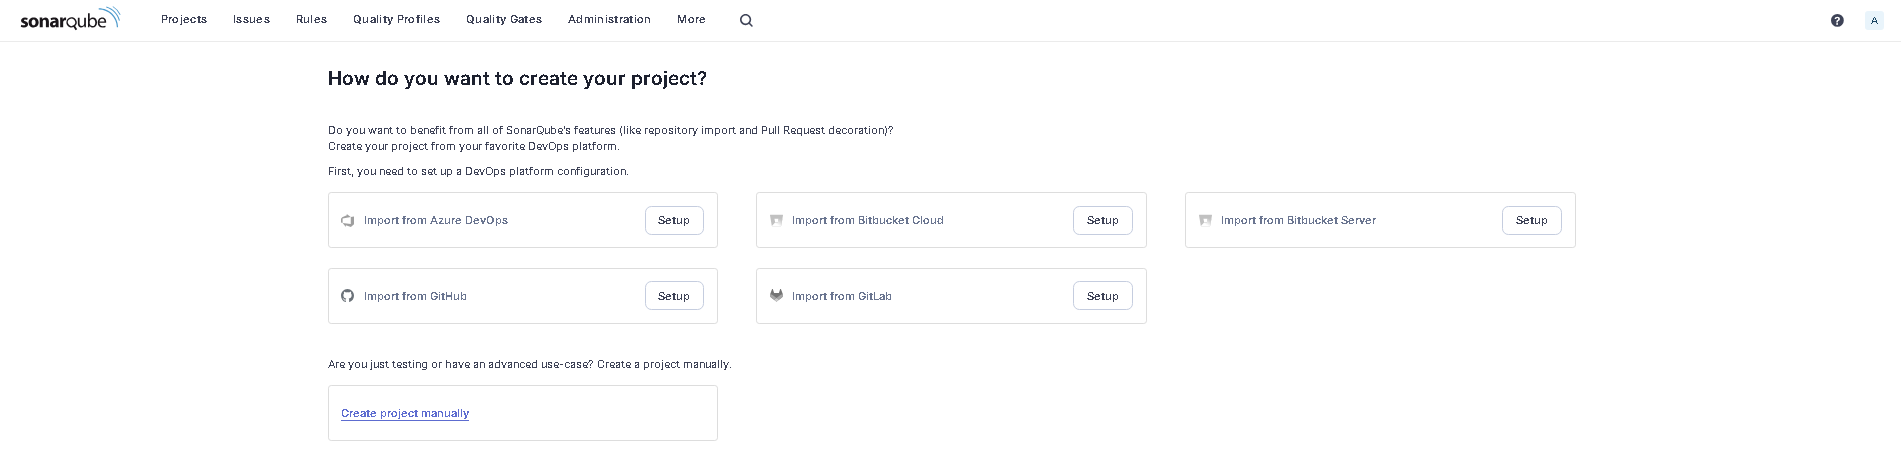 sonarqube Projects Issues Rules Quality Profiles Quality Gates Administration More ? A
How do you want to create your project?
Do you want to benefit from all of SonarQube's features (like repository import and Pull Request decoration)?
Create your project from your favorite DevOps platform.
First, you need to set up a DevOps platform configuration.
Import from Azure DevOps Setup Import from Bitbucket Cloud Setup Import from Bitbucket Server Setup
Import from GitHub Setup Import from GitLab Setup
Are you just testing or have an advanced use-case? Create a project manually.
Create project manually